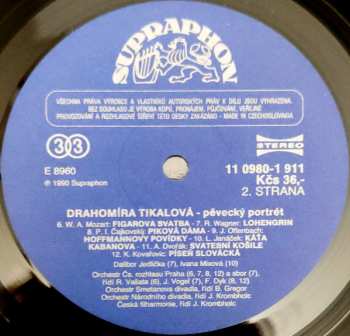 SUPRAPHON
VŠECHNA PRÁVA VÝROBCE A VLASTNÍKŮ AUTORSKÝCH PRÁV K DÍLU JSOU VYHRAZENA.
BEZ SOUHLASU JE VÝROBA KOPIÍ, PRONÁJEM, PŮJČOVÁNÍ, VEŘEJNÉ
PROVOZOVÁNÍ A ROZHLASOVÉ ŠÍŘENÍ TÉTO DESKY ZAKÁZÁNO - MADE IN CZECHOSLOVAKIA
33
STEREO
E 8960
11 0980-1 911
Kčs 36,-
℗ 1990 Supraphon
2. STRANA
DRAHOMÍRA TIKALOVÁ - pěvecký portrét
6. W. A. Mozart: FIGAROVA SVATBA - 7. R. Wagner: LOHENGRIN
8. P. I. Čajkovskij: PIKOVÁ DÁMA - 9. J. Offenbach:
HOFFMANNOVY POVÍDKY - 10. L. Janáček: KÁŤA
KABANOVÁ - 11. A. Dvořák: SVATEBNÍ KOŠILE
12. K. Kovařovic: PÍSEŇ SLOVÁCKÁ
Dalibor Jedlička (7), Ivana Mixová (10)
Orchestr Čs. rozhlasu Praha (6, 7, 8, 12) a sbor (7),
řídí R. Vašata (6), J. Vogel (7), F. Dyk (8, 12)
Orchestr Smetanova divadla, řídí B. Gregor
Orchestr Národního divadla, řídí J. Krombholc
Česká filharmonie, řídí J. Krombholc